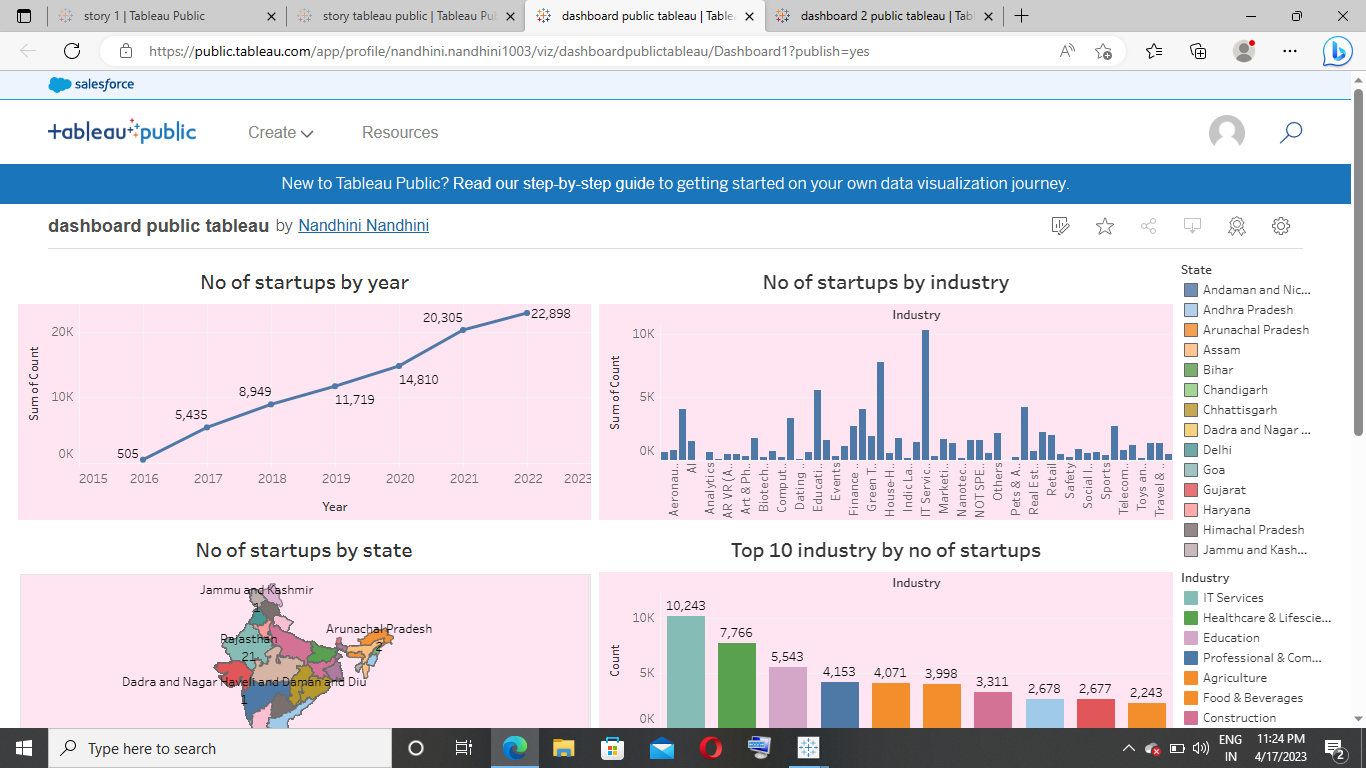 story 1 | Tableau Public
story tableau public | Tableau Pu
dashboard public tableau | Table
dashboard 2 public tableau | Tab
https://public.tableau.com/app/profile/nandhini.nandhini1003/viz/dashboardpublictableau/Dashboard1?publish=yes
salesforce
+ableau+public
Create
Resources
New to Tableau Public? Read our step-by-step guide to getting started on your own data visualization journey.
dashboard public tableau by Nandhini Nandhini
No of startups by year
Sum of Count
20K
10K
0K
505
5,435
8,949
11,719
14,810
20,305
22,898
2015 2016 2017 2018 2019 2020 2021 2022 2023
Year
No of startups by industry
Industry
Sum of Count
10K
5K
0K
Aeronau..
AI
Analytics
AR VR (A..
Art & Ph..
Biotech..
Comput..
Dating ..
Educati..
Events
Finance ..
Green T..
House-H..
Indic La..
IT Servic..
Marketi..
Nanotec..
NOT SPE..
Others
Pets & A..
Real Est..
Retail
Safety
Social I..
Sports
Telecom..
Toys an..
Travel & ..
State
Andaman and Nic...
Andhra Pradesh
Arunachal Pradesh
Assam
Bihar
Chandigarh
Chhattisgarh
Dadra and Nagar ...
Delhi
Goa
Gujarat
Haryana
Himachal Pradesh
Jammu and Kash...
No of startups by state
Jammu and Kashmir
1
Arunachal Pradesh
2
Rajasthan
21
Dadra and Nagar Haveli and Daman and Diu
1
Top 10 industry by no of startups
Industry
Count
10K
5K
0K
10,243
7,766
5,543
4,153
4,071
3,998
3,311
2,678
2,677
2,243
Industry
IT Services
Healthcare & Lifescie...
Education
Professional & Com...
Agriculture
Food & Beverages
Construction
Type here to search
ENG
IN
11:24 PM
4/17/2023
2